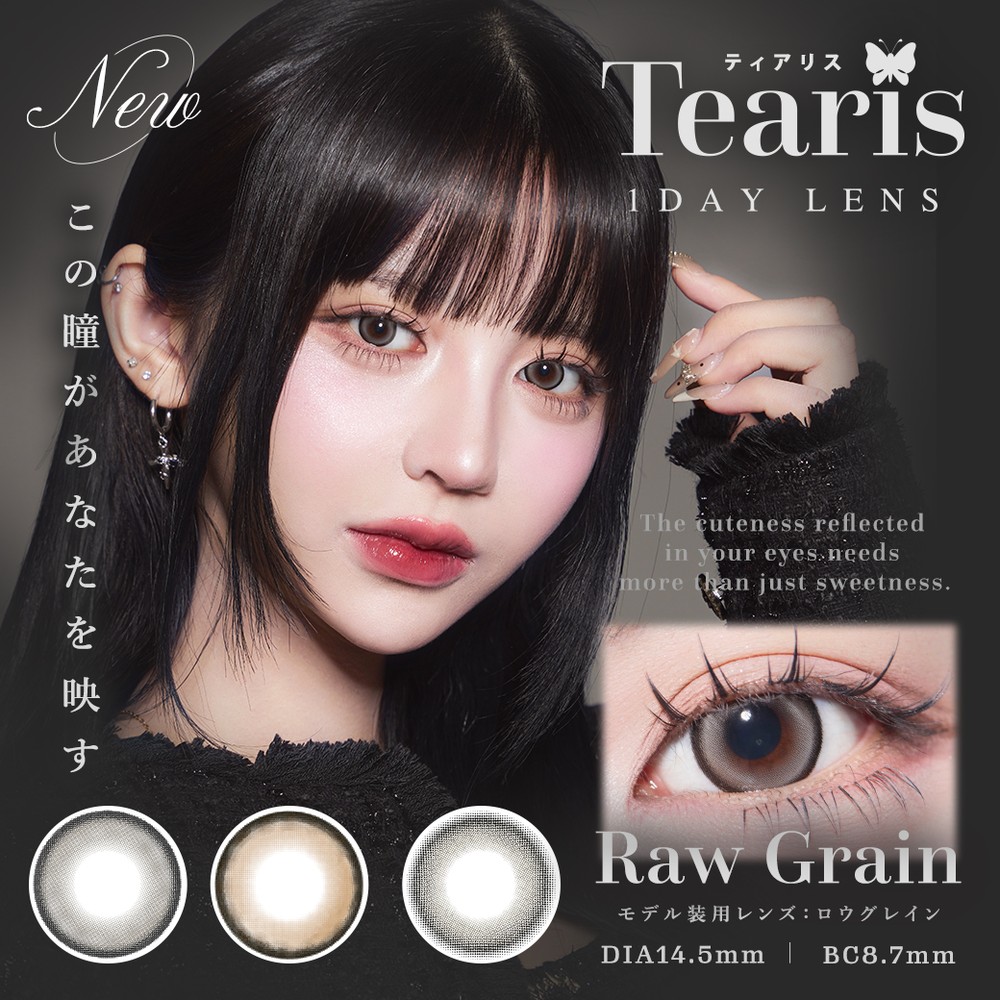 New
ティアリス
Tearis
1DAY LENS
この瞳があなたを映す
The cuteness reflected
in your eyes needs
more than just sweetness.
Raw Grain
モデル装用レンズ：ロウグレイン
DIA14.5mm | BC8.7mm